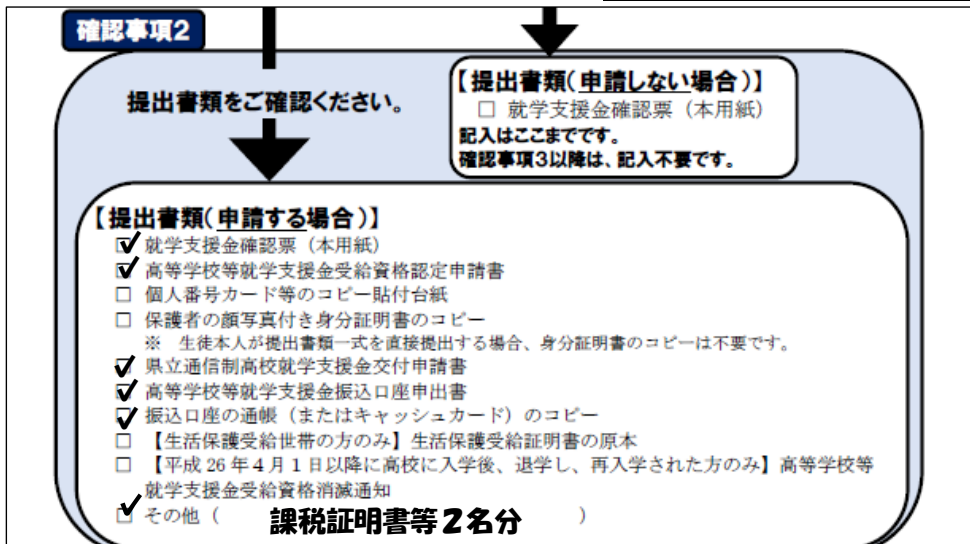 確認事項2
提出書類をご確認ください。
【提出書類(申請しない場合)】
□ 就学支援金確認票(本用紙)
記入はここまでです。
確認事項3以降は、記入不要です。
【提出書類(申請する場合)】
☑ 就学支援金確認票(本用紙)
☑ 高等学校等就学支援金受給資格認定申請書
□ 個人番号カード等のコピー貼付台紙
□ 保護者の顔写真付き身分証明書のコピー
※ 生徒本人が提出書類一式を直接提出する場合、身分証明書のコピーは不要です。
☑ 県立通信制高校就学支援金交付申請書
☑ 高等学校等就学支援金振込口座申出書
☑ 振込口座の通帳(またはキャッシュカード)のコピー
□ 【生活保護受給世帯の方のみ】生活保護受給証明書の原本
□ 【平成26年4月1日以降に高校に入学後、退学し、再入学された方のみ】高等学校等
就学支援金受給資格消滅通知
☑ その他( 課税証明書等2名分 )